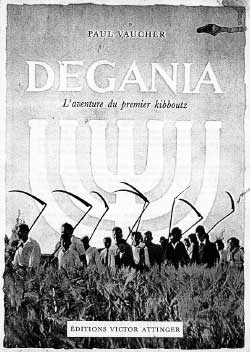 PAUL VAUCHER
DEGANIA
L'aventure du premier kibboutz
ÉDITIONS VICTOR ATTINGER